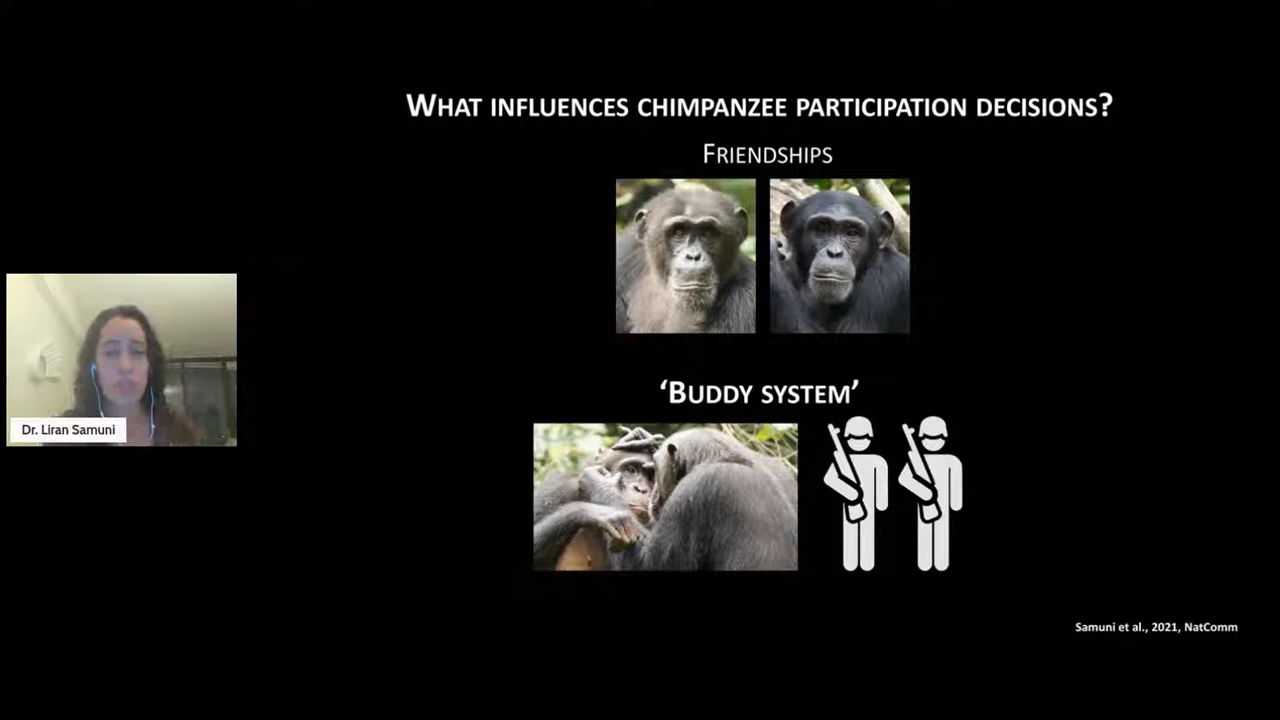 WHAT INFLUENCES CHIMPANZEE PARTICIPATION DECISIONS?
FRIENDSHIPS
‘BUDDY SYSTEM’
Dr. Liran Samuni
Samuni et al., 2021, NatComm